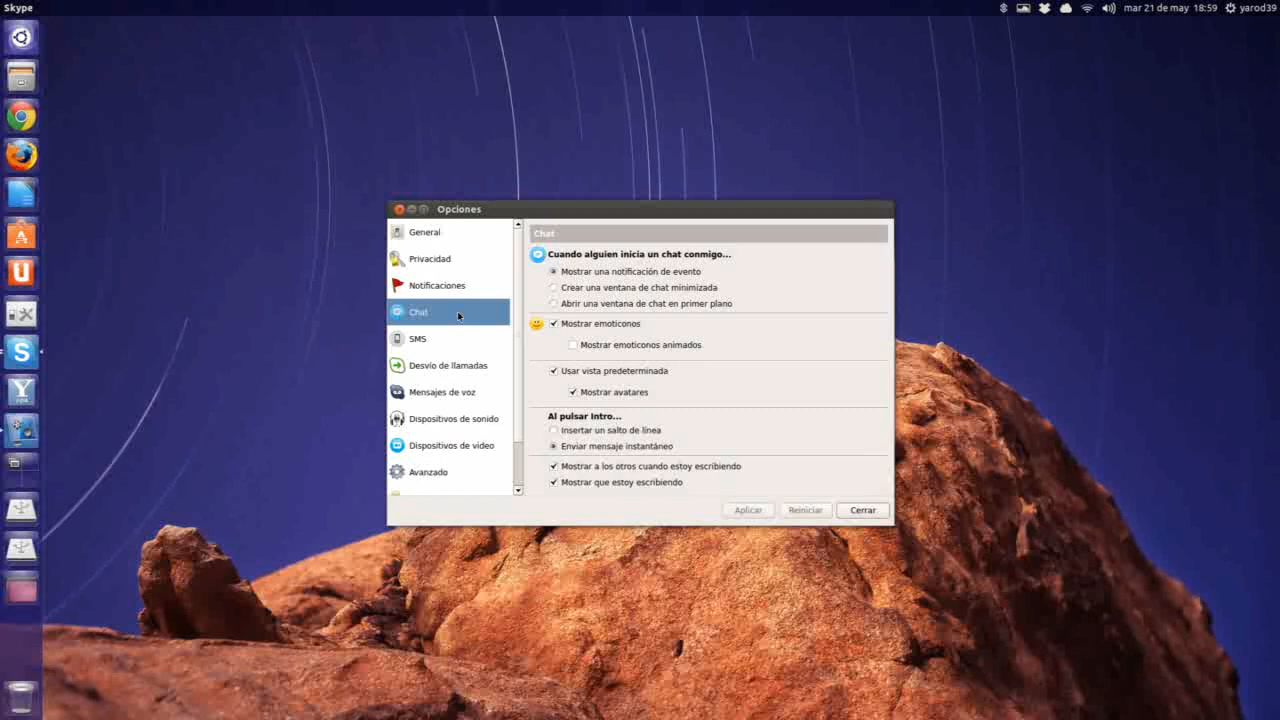 Skype
mar 21 de may 18:59 yarod39
Opciones
General
Privacidad
Notificaciones
Chat
SMS
Desvío de llamadas
Mensajes de voz
Dispositivos de sonido
Dispositivos de vídeo
Avanzado
Chat
Cuando alguien inicia un chat conmigo...
Mostrar una notificación de evento
Crear una ventana de chat minimizada
Abrir una ventana de chat en primer plano
Mostrar emoticonos
Mostrar emoticonos animados
Usar vista predeterminada
Mostrar avatares
Al pulsar Intro...
Insertar un salto de línea
Enviar mensaje instantáneo
Mostrar a los otros cuando estoy escribiendo
Mostrar que estoy escribiendo
Aplicar
Reiniciar
Cerrar